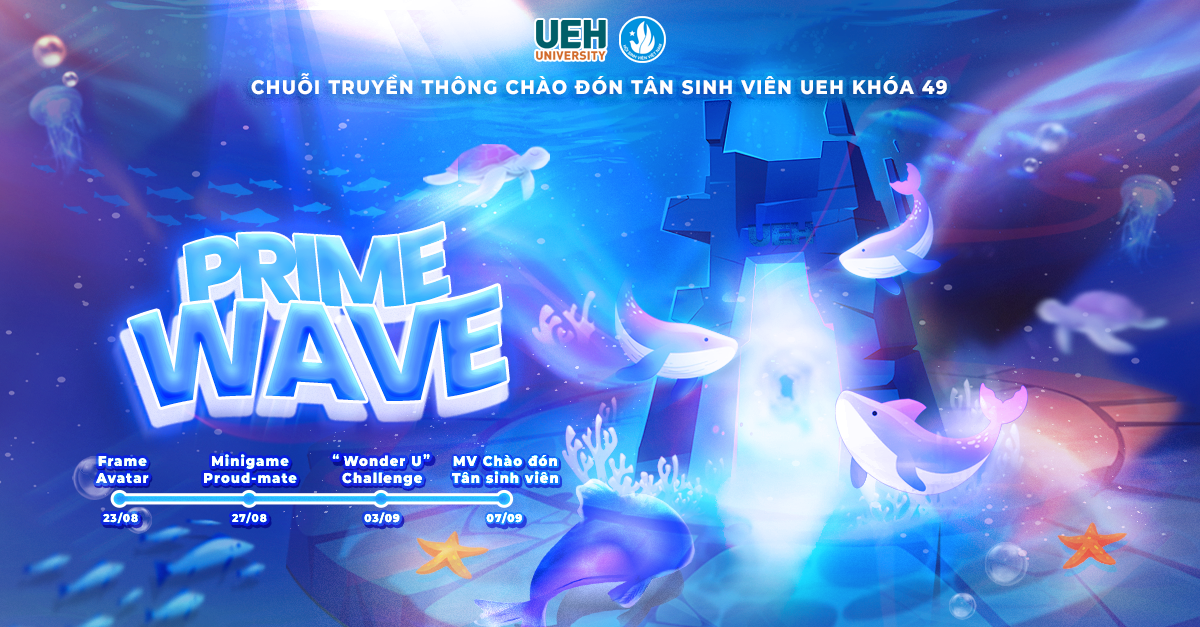 UEH
UNIVERSITY
CHUỖI TRUYỀN THÔNG CHÀO ĐÓN TÂN SINH VIÊN UEH KHÓA 49
UEH
PRIME
WAVE
Frame
Avatar
Minigame
Proud-mate
“ Wonder U”
Challenge
MV Chào đón
Tân sinh viên
23/08
27/08
03/09
07/09